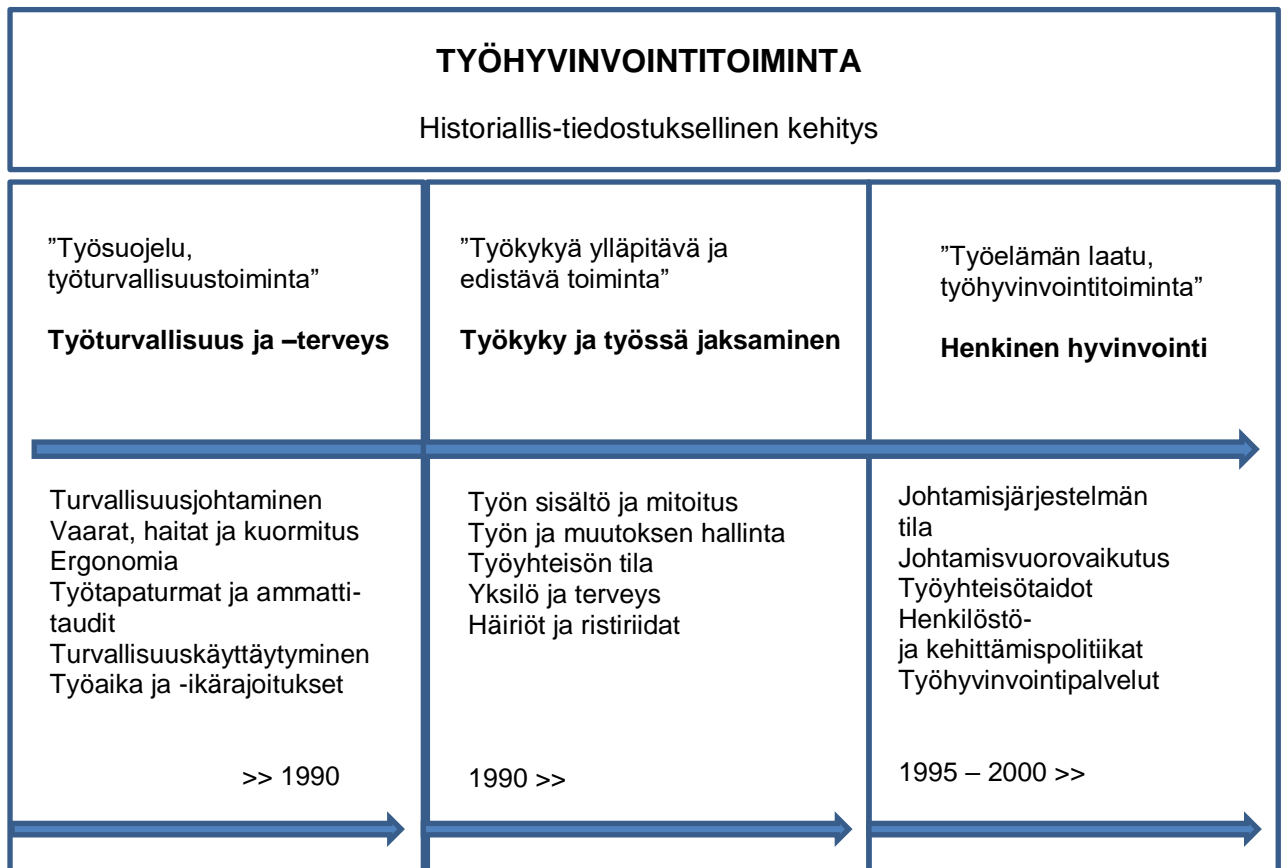 TYÖHYVINVOINTITOIMINTA
Historiallis-tiedostuksellinen kehitys
”Työsuojelu,
työturvallisuustoiminta”
Työturvallisuus ja –terveys
”Työkykyä ylläpitävä ja
edistävä toiminta”
Työkyky ja työssä jaksaminen
”Työelämän laatu,
työhyvinvointitoiminta”
Henkinen hyvinvointi
Turvallisuusjohtaminen
Vaarat, haitat ja kuormitus
Ergonomia
Työtapaturmat ja ammatti-
taudit
Turvallisuuskäyttäytyminen
Työaika ja -ikärajoitukset
>> 1990
Työn sisältö ja mitoitus
Työn ja muutoksen hallinta
Työyhteisön tila
Yksilö ja terveys
Häiriöt ja ristiriidat
1990 >>
Johtamisjärjestelmän
tila
Johtamisvuorovaikutus
Työyhteisötaidot
Henkilöstö-
ja kehittämispolitiikat
Työhyvinvointipalvelut
1995 – 2000 >>